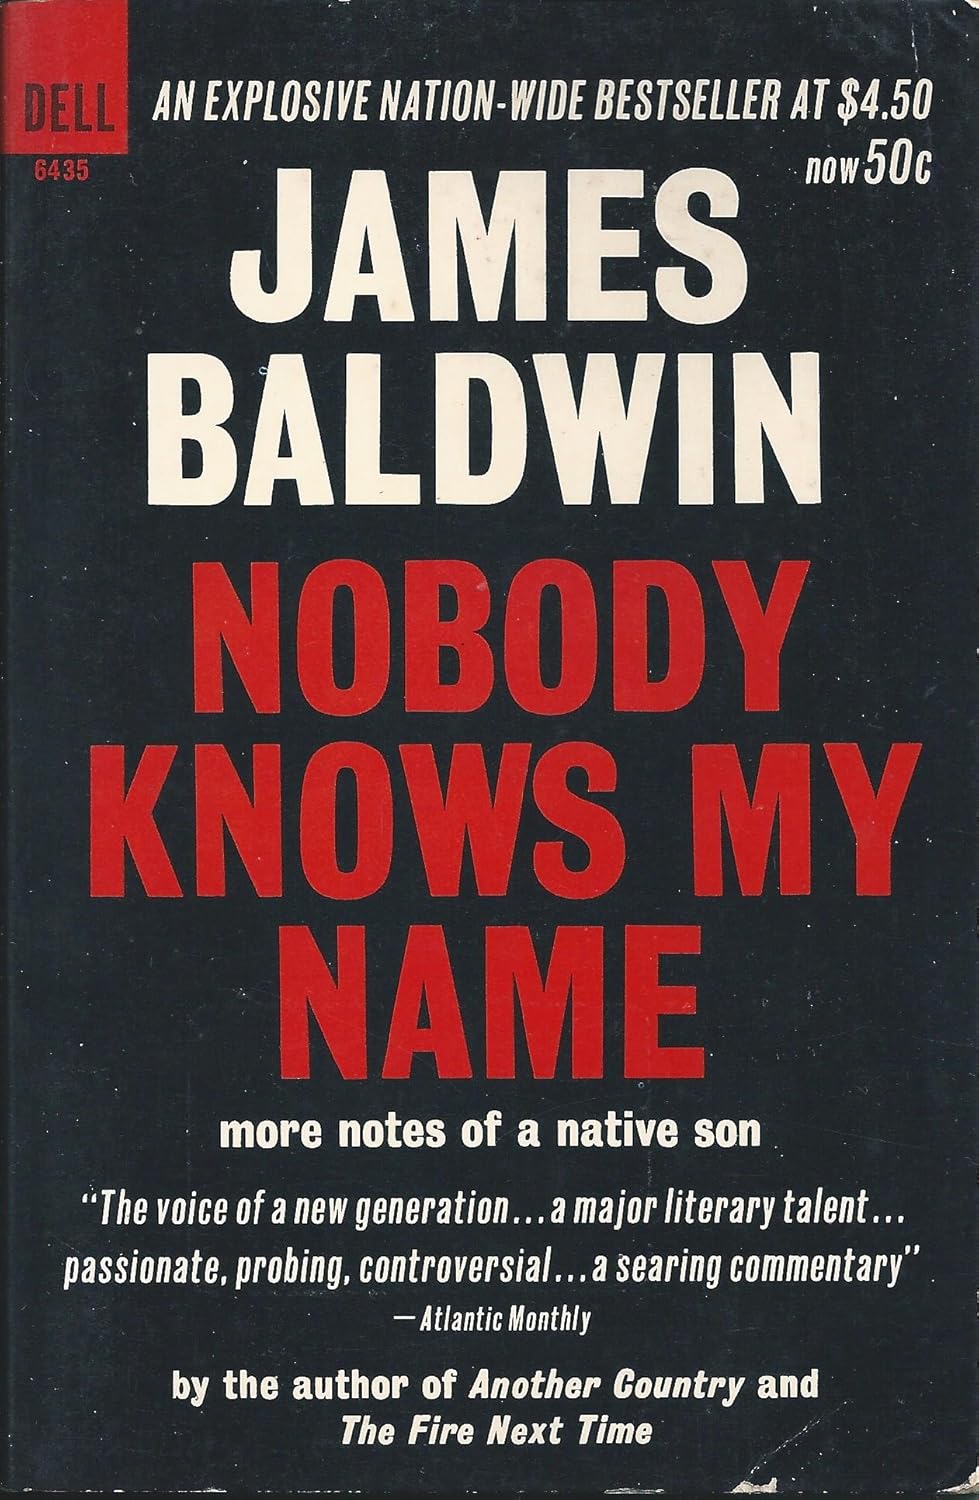 DELL
6435
AN EXPLOSIVE NATION-WIDE BESTSELLER AT $4.50
now 50c
JAMES
BALDWIN
NOBODY
KNOWS MY
NAME
more notes of a native son
“The voice of a new generation...a major literary talent...
passionate, probing, controversial...a searing commentary”
—Atlantic Monthly
by the author of Another Country and
The Fire Next Time